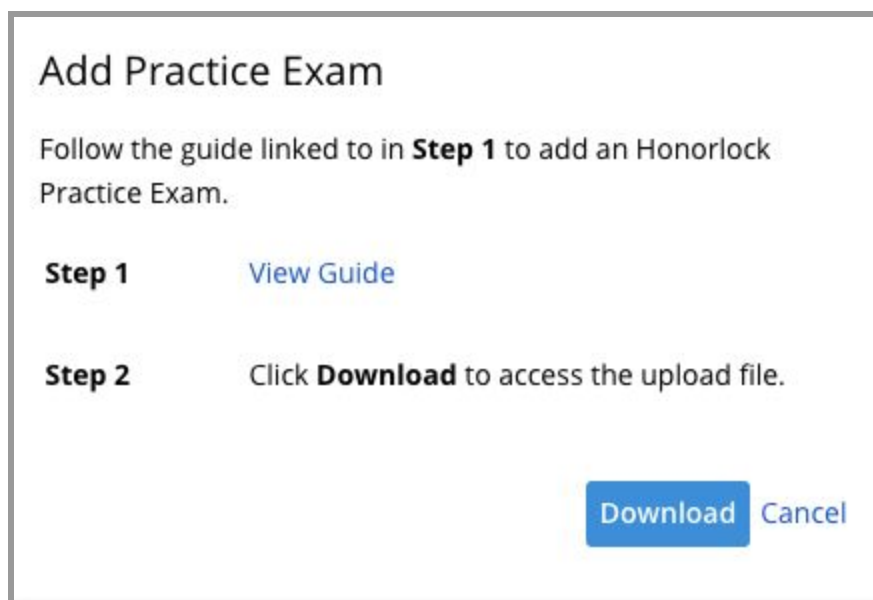 Add Practice Exam
Follow the guide linked to in Step 1 to add an Honorlock
Practice Exam.
Step 1 View Guide
Step 2 Click Download to access the upload file.
Download Cancel